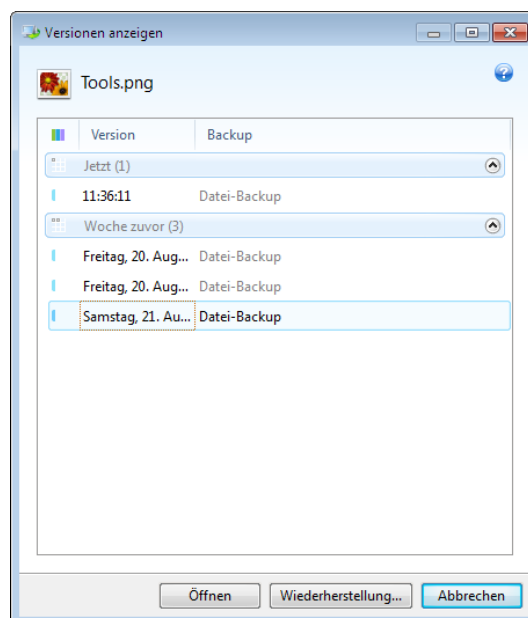 Versionen anzeigen
Tools.png
Version Backup
Jetzt (1)
11:36:11 Datei-Backup
Woche zuvor (3)
Freitag, 20. Aug... Datei-Backup
Freitag, 20. Aug... Datei-Backup
Samstag, 21. Au... Datei-Backup
Öffnen Wiederherstellung... Abbrechen